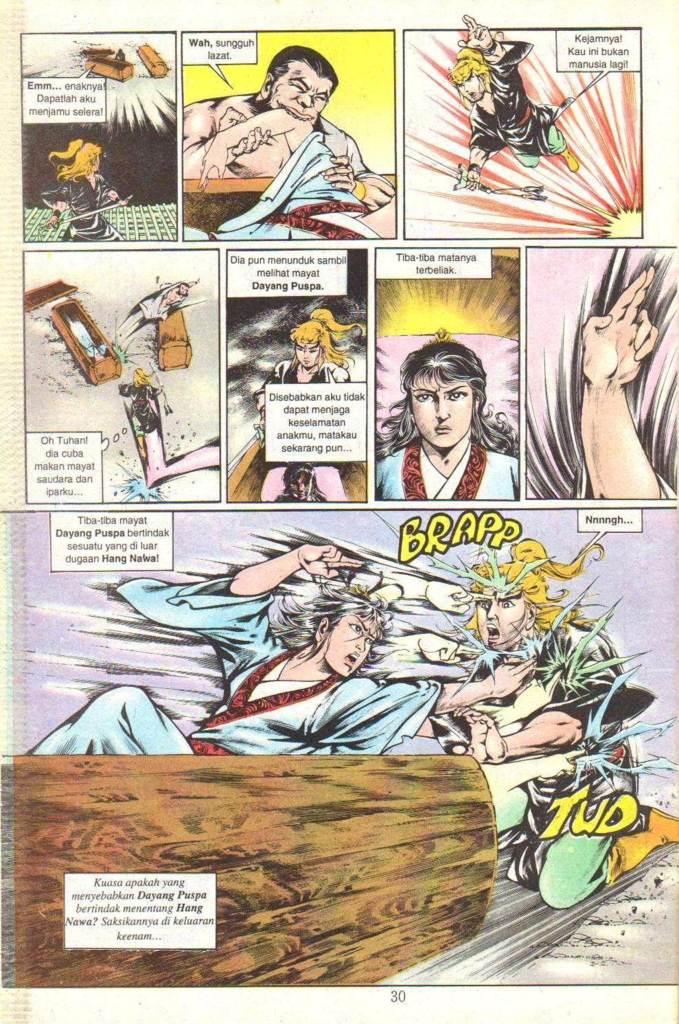 Emm... enaknya!
Dapatlah aku
menjamu selera!
Wah, sungguh
lazat.
Kejamnya!
Kau ini bukan
manusia lagi!
Oh Tuhan!
dia cuba
makan mayat
saudara dan
iparku...
Dia pun menunduk sambil
melihat mayat
Dayang Puspa.
Disebabkan aku tidak
dapat menjaga
keselamatan
anakmu, matakau
sekarang pun...
Tiba-tiba matanya
terbeliak.
Tiba-tiba mayat
Dayang Puspa bertindak
sesuatu yang di luar
dugaan Hang Nawa!
BRAPP
Nnnngh...
TUD
Kuasa apakah yang
menyebabkan Dayang Puspa
bertindak menentang Hang
Nawa? Saksikannya di keluaran
keenam...
30